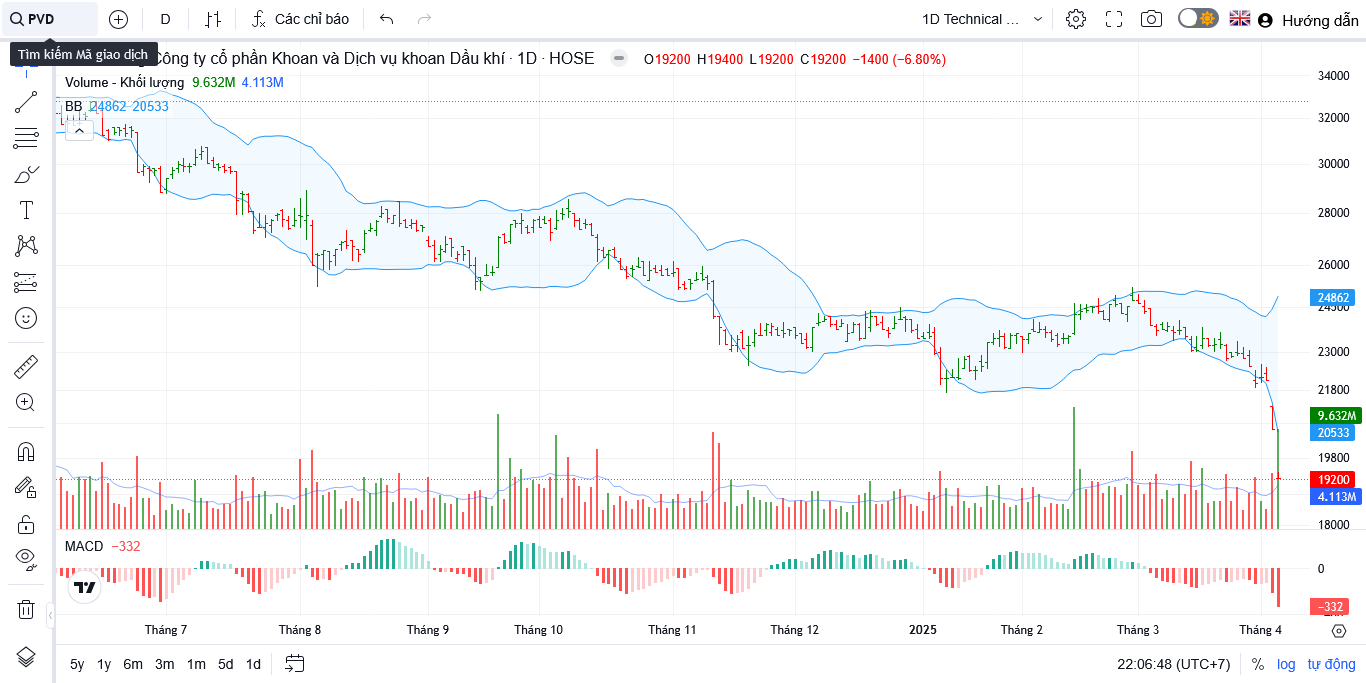 PVD D Các chỉ báo 1D Technical ... Hướng dẫn
Tìm kiếm Mã giao dịch
Công ty cổ phần Khoan và Dịch vụ khoan Dầu khí · 1D · HOSE O19200 H19400 L19200 C19200 −1400 (−6.80%)
Volume - Khối lượng 9.632M 4.113M
BB 24862 20533
34000
32000
30000
28000
26000
24862
24500
23000
21800
9.632M
20533
19800
19200
4.113M
18000
MACD −332
0
−332
Tháng 7 Tháng 8 Tháng 9 Tháng 10 Tháng 11 Tháng 12 2025 Tháng 2 Tháng 3 Tháng 4
5y 1y 6m 3m 1m 5d 1d 22:06:48 (UTC+7) % log tự động